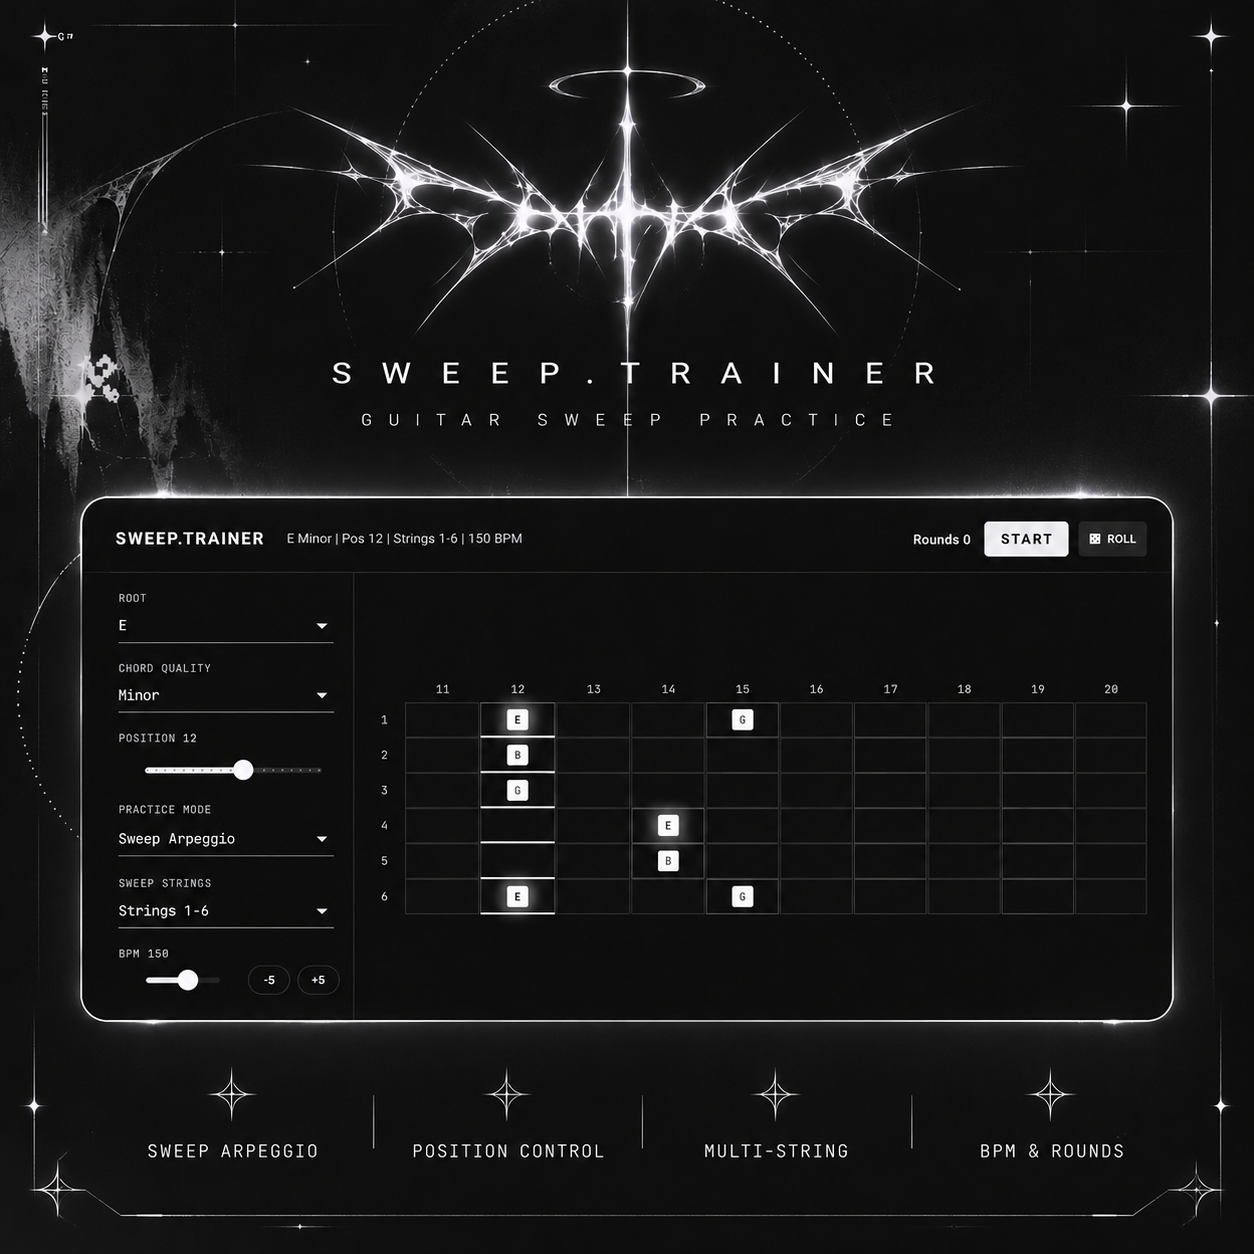 SWEEP.TRAINER
GUITAR SWEEP PRACTICE
SWEEP.TRAINER E Minor | Pos 12 | Strings 1-6 | 150 BPM Rounds 0 START ROLL
ROOT
E
CHORD QUALITY
Minor
POSITION 12
PRACTICE MODE
Sweep Arpeggio
SWEEP STRINGS
Strings 1-6
BPM 150
-5 +5
11 12 13 14 15 16 17 18 19 20
1 E G
2 B
3 G
4 E
5 B
6 E G
SWEEP ARPEGGIO POSITION CONTROL MULTI-STRING BPM & ROUNDS